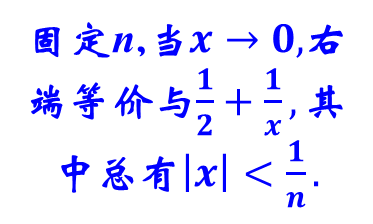 固定n,当x → 0,右
端等价与1/2 + 1/x, 其
中总有|x| < 1/n.